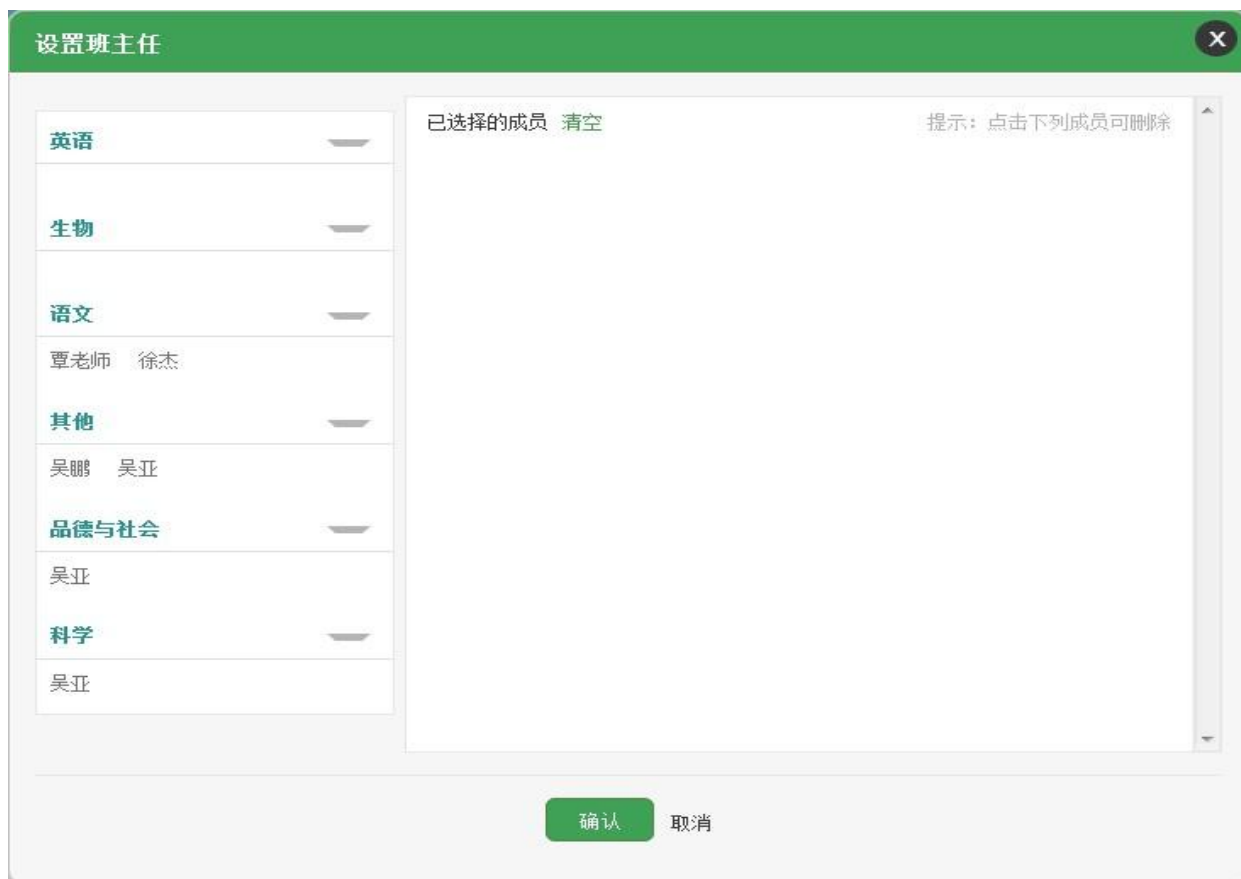 设置班主任
英语
生物
语文
覃老师 徐杰
其他
吴鹏 吴亚
品德与社会
吴亚
科学
吴亚
已选择的成员 清空 提示：点击下列成员可删除
确认 取消